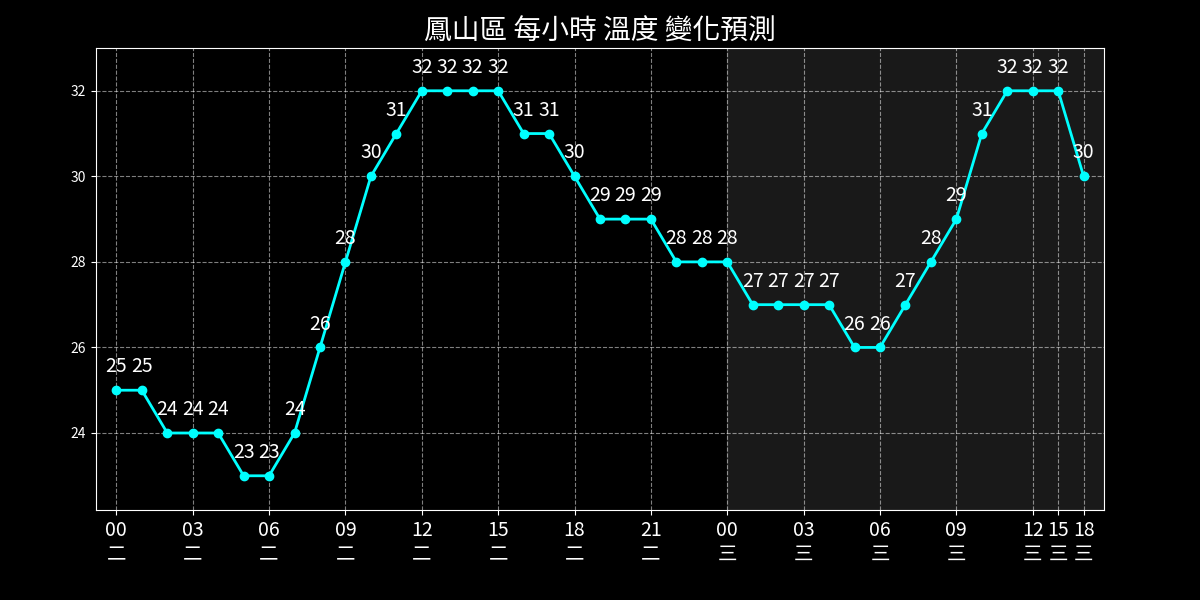 鳳山區 每小時 溫度 變化預測
32 32 32 32 32 32 32
32
31 31 31 31
30 30 30
30
29 29 29 29
28 28 28 28 28
28
27 27 27 27 27
26 26 26
26
25 25
24 24 24 24
24
23 23
00 03 06 09 12 15 18 21 00 03 06 09 12 15 18
二 二 二 二 二 二 二 二 三 三 三 三 三 三 三